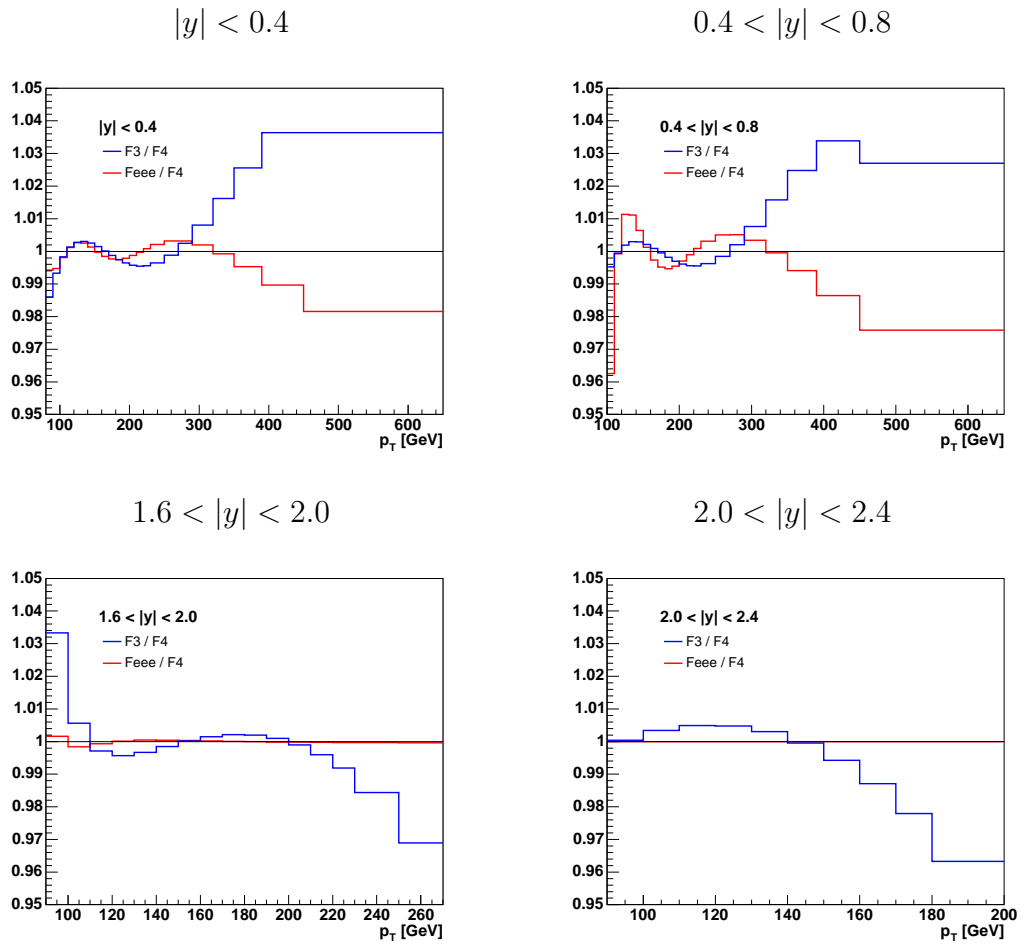 |y| < 0.4
0.4 < |y| < 0.8
1.05
1.04
1.03
1.02
1.01
1
0.99
0.98
0.97
0.96
0.95
|y| < 0.4
F3 / F4
Feee / F4
100 200 300 400 500 600
p_T [GeV]
1.05
1.04
1.03
1.02
1.01
1
0.99
0.98
0.97
0.96
0.95
0.4 < |y| < 0.8
F3 / F4
Feee / F4
100 200 300 400 500 600
p_T [GeV]
1.6 < |y| < 2.0
2.0 < |y| < 2.4
1.05
1.04
1.03
1.02
1.01
1
0.99
0.98
0.97
0.96
0.95
1.6 < |y| < 2.0
F3 / F4
Feee / F4
100 120 140 160 180 200 220 240 260
p_T [GeV]
1.05
1.04
1.03
1.02
1.01
1
0.99
0.98
0.97
0.96
0.95
2.0 < |y| < 2.4
F3 / F4
Feee / F4
100 120 140 160 180 200
p_T [GeV]